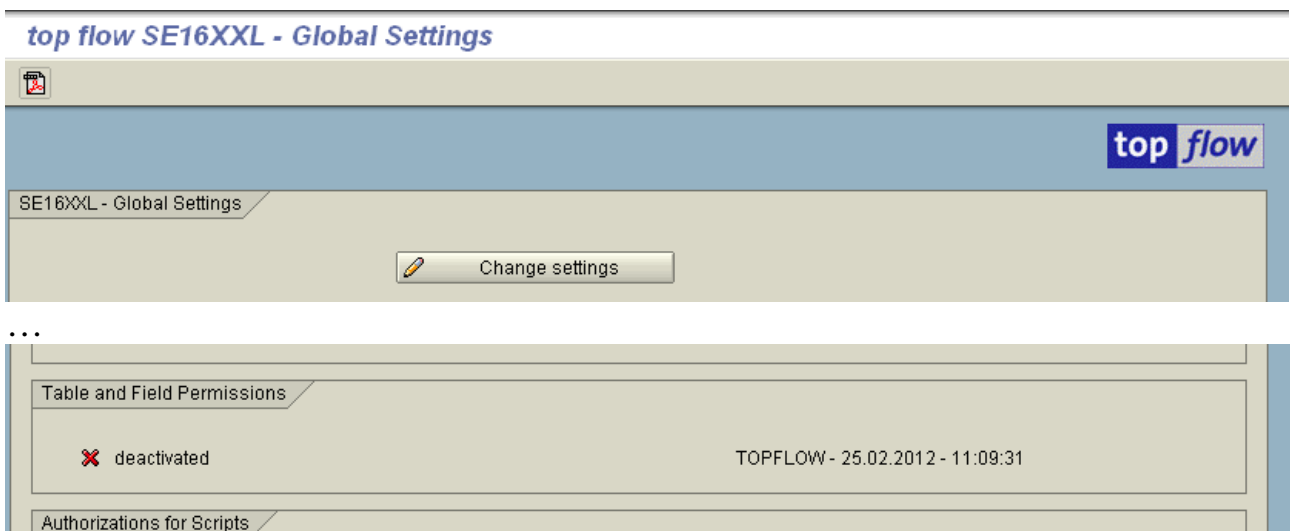 top flow SE16XXL - Global Settings
top flow
SE16XXL - Global Settings
Change settings
...
Table and Field Permissions
deactivated TOPFLOW - 25.02.2012 - 11:09:31
Authorizations for Scripts